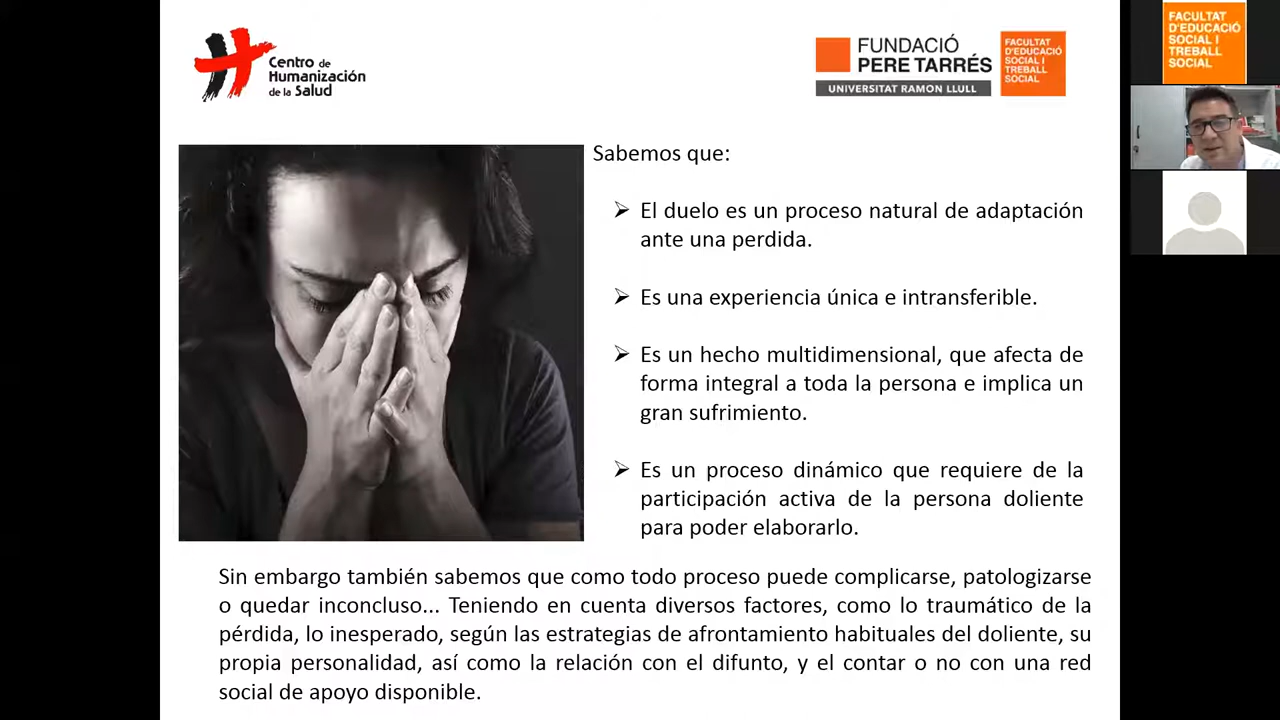 Centro de
Humanización
de la Salud
FUNDACIÓ
PERE TARRÉS
UNIVERSITAT RAMON LLULL
FACULTAT
D'EDUCACIÓ
SOCIAL I
TREBALL
SOCIAL
FACULTAT
D'EDUCACIÓ
SOCIAL I
TREBALL
SOCIAL
Sabemos que:
El duelo es un proceso natural de adaptación
ante una perdida.
Es una experiencia única e intransferible.
Es un hecho multidimensional, que afecta de
forma integral a toda la persona e implica un
gran sufrimiento.
Es un proceso dinámico que requiere de la
participación activa de la persona doliente
para poder elaborarlo.
Sin embargo también sabemos que como todo proceso puede complicarse, patologizarse
o quedar inconcluso... Teniendo en cuenta diversos factores, como lo traumático de la
pérdida, lo inesperado, según las estrategias de afrontamiento habituales del doliente, su
propia personalidad, así como la relación con el difunto, y el contar o no con una red
social de apoyo disponible.